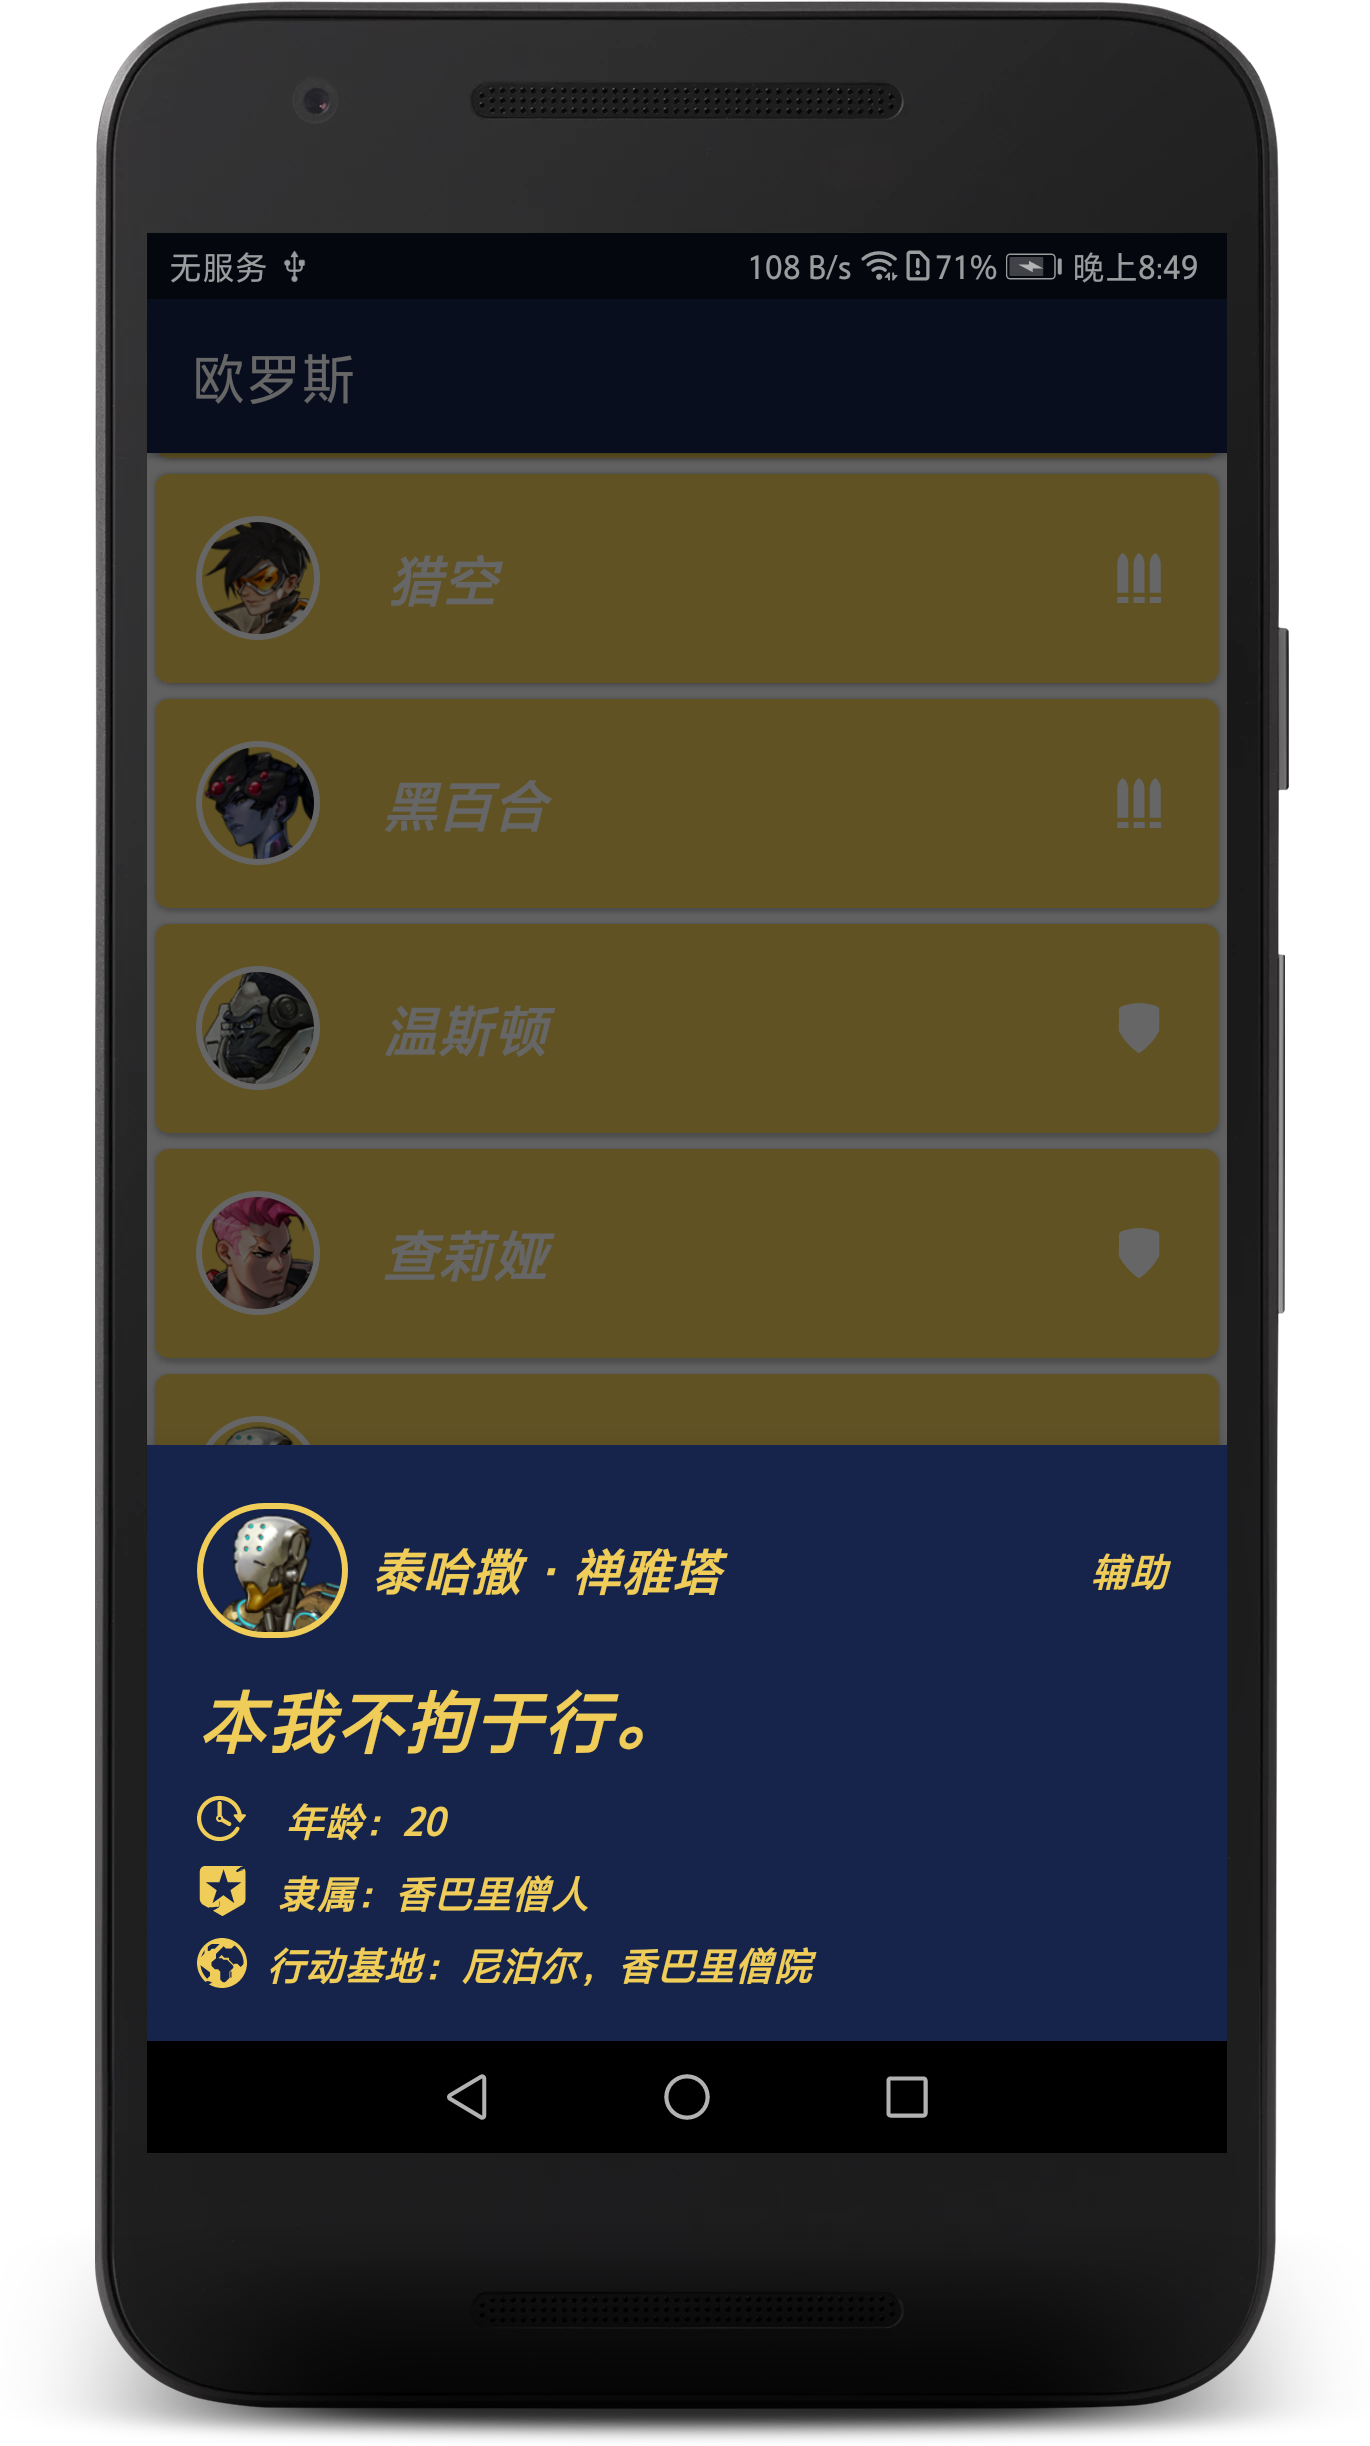 无服务 108 B/s 71% 晚上8:49
欧罗斯
猎空
黑百合
温斯顿
查莉娅
泰哈撒 · 禅雅塔 辅助
本我不拘于行。
年龄：20
隶属：香巴里僧人
行动基地：尼泊尔，香巴里僧院